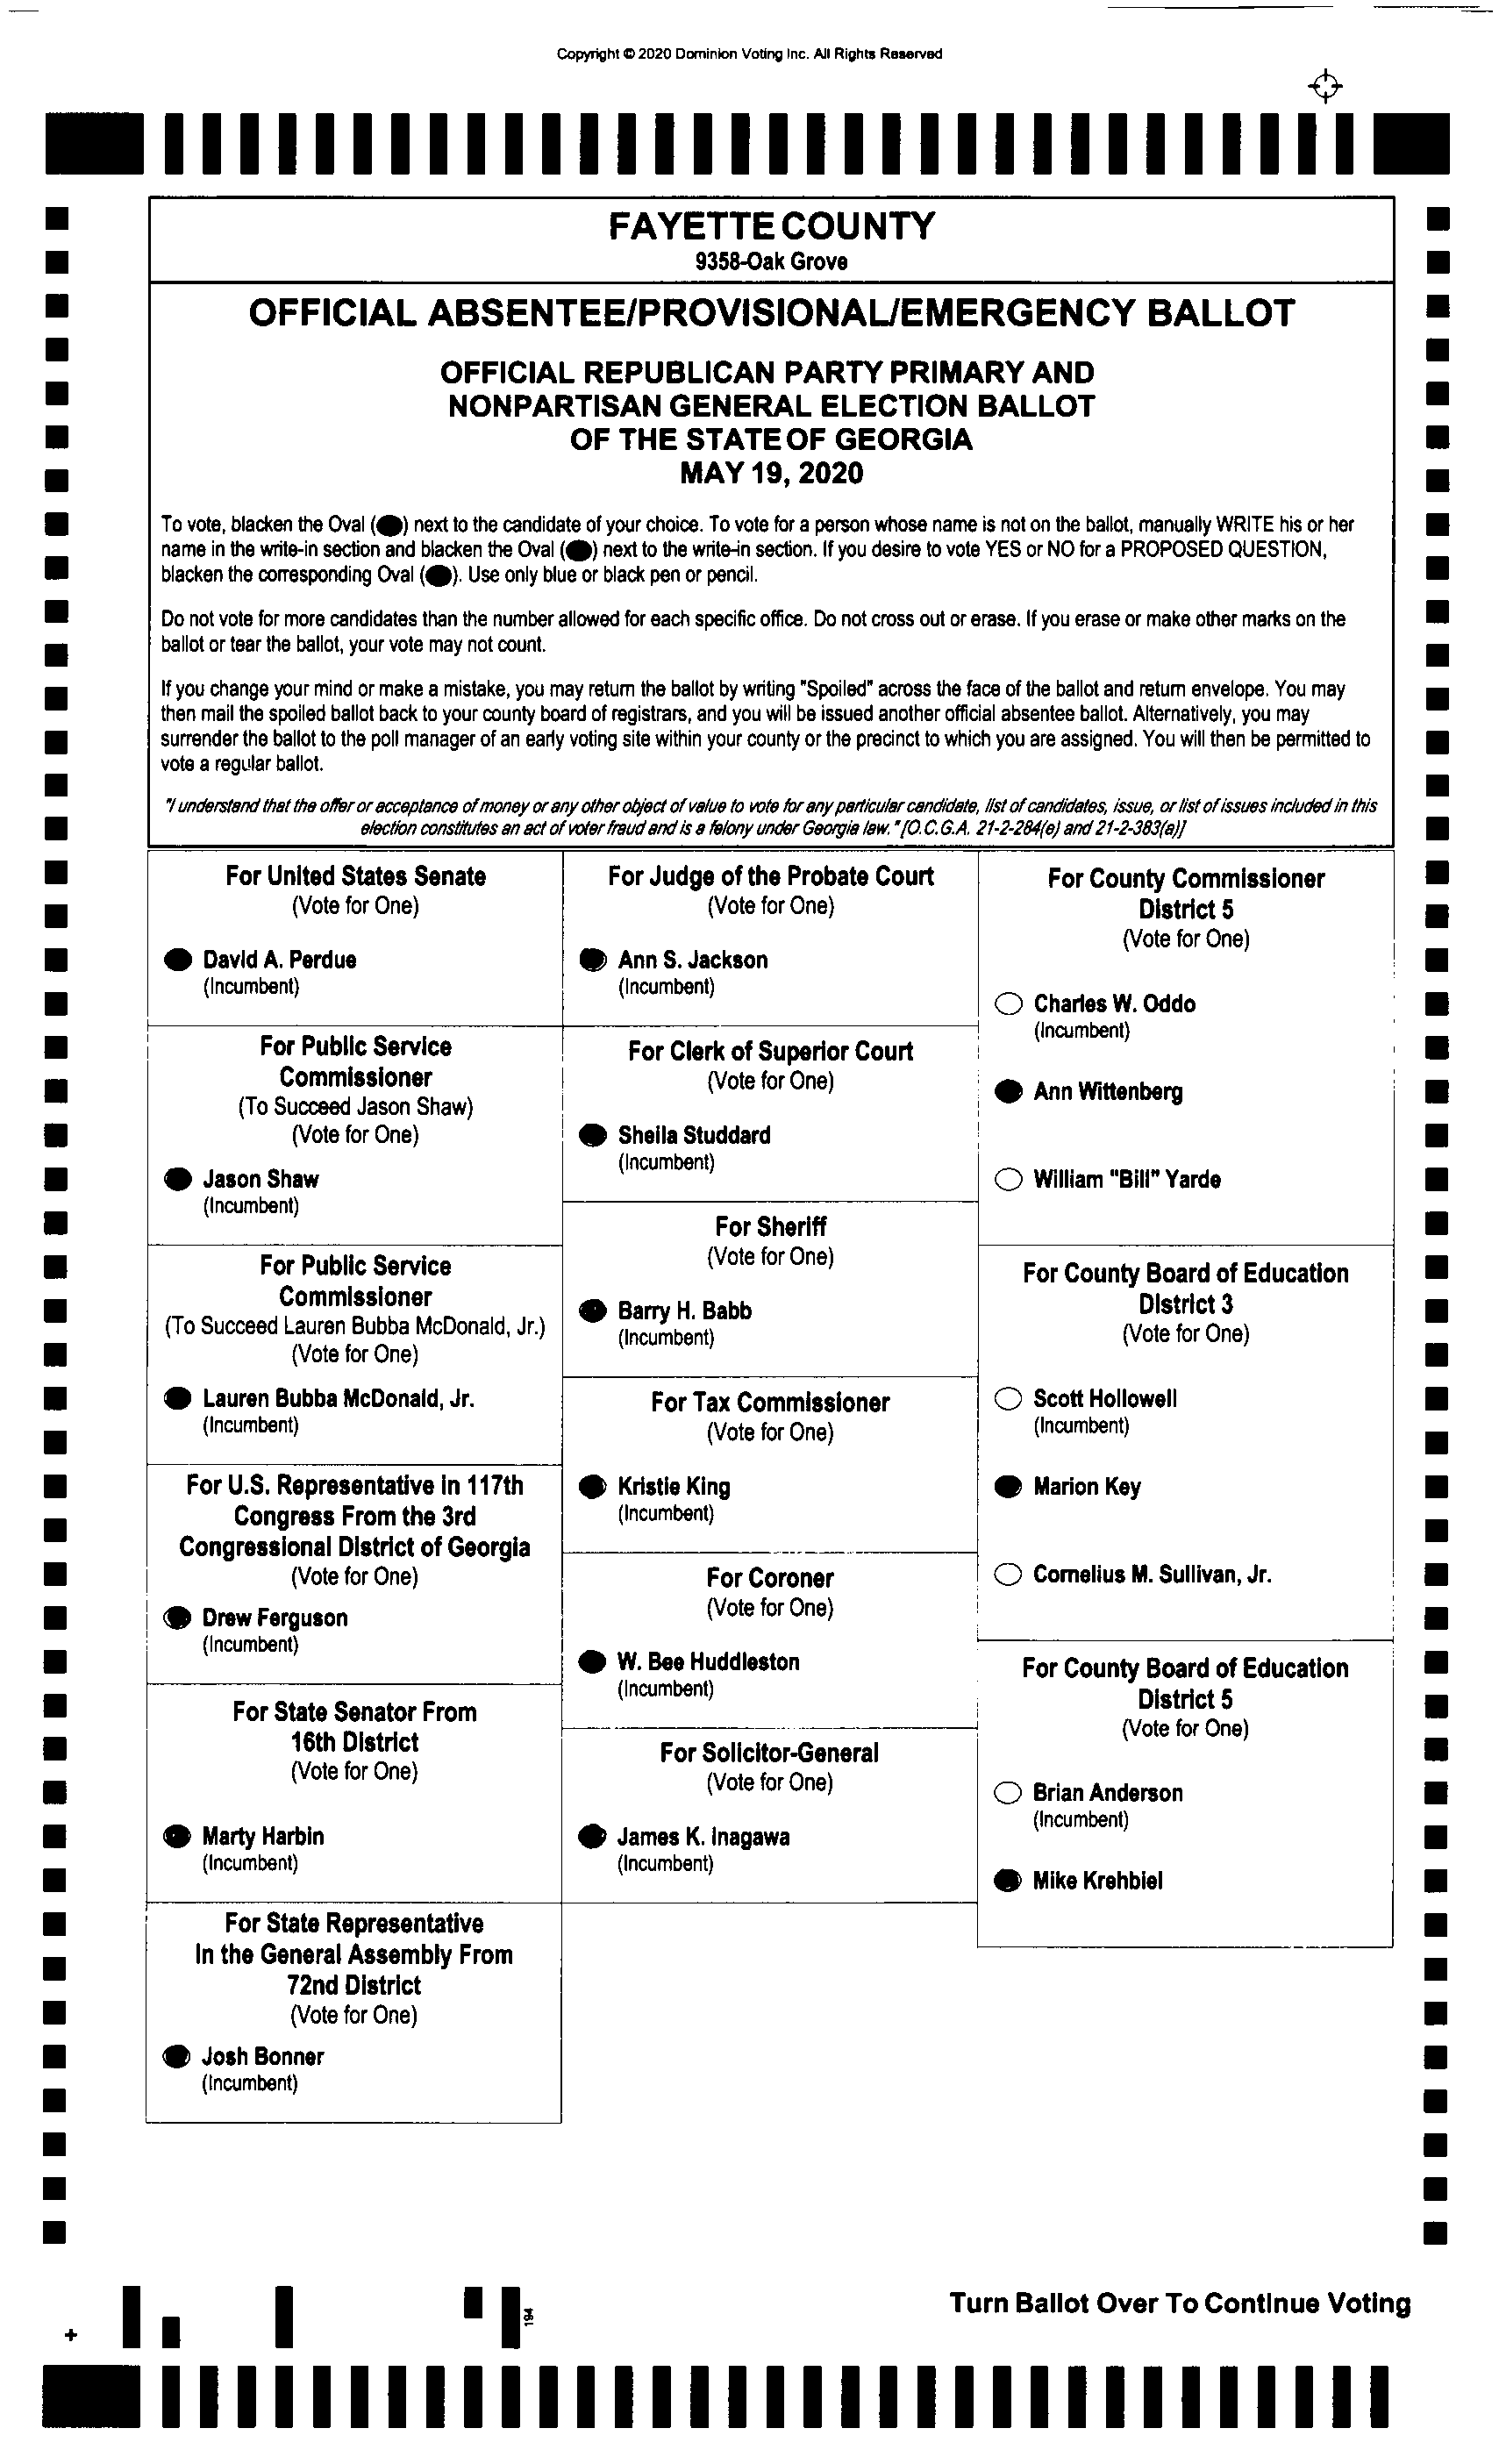 Copyright © 2020 Dominion Voting Inc. All Rights Reserved
FAYETTE COUNTY
9358-Oak Grove
OFFICIAL ABSENTEE/PROVISIONAL/EMERGENCY BALLOT
OFFICIAL REPUBLICAN PARTY PRIMARY AND
NONPARTISAN GENERAL ELECTION BALLOT
OF THE STATE OF GEORGIA
MAY 19, 2020
To vote, blacken the Oval ( ) next to the candidate of your choice. To vote for a person whose name is not on the ballot, manually WRITE his or her
name in the write-in section and blacken the Oval ( ) next to the write-in section. If you desire to vote YES or NO for a PROPOSED QUESTION,
blacken the corresponding Oval ( ). Use only blue or black pen or pencil.
Do not vote for more candidates than the number allowed for each specific office. Do not cross out or erase. If you erase or make other marks on the
ballot or tear the ballot, your vote may not count.
If you change your mind or make a mistake, you may return the ballot by writing "Spoiled" across the face of the ballot and return envelope. You may
then mail the spoiled ballot back to your county board of registrars, and you will be issued another official absentee ballot. Alternatively, you may
surrender the ballot to the poll manager of an early voting site within your county or the precinct to which you are assigned. You will then be permitted to
vote a regular ballot.
"I understand that the offer or acceptance of money or any other object of value to vote for any particular candidate, list of candidates, issue, or list of issues included in this
election constitutes an act of voter fraud and is a felony under Georgia law." [O.C.G.A. 21-2-284(e) and 21-2-383(a)]
For United States Senate
(Vote for One)
David A. Perdue
(Incumbent)
For Public Service
Commissioner
(To Succeed Jason Shaw)
(Vote for One)
Jason Shaw
(Incumbent)
For Public Service
Commissioner
(To Succeed Lauren Bubba McDonald, Jr.)
(Vote for One)
Lauren Bubba McDonald, Jr.
(Incumbent)
For U.S. Representative in 117th
Congress From the 3rd
Congressional District of Georgia
(Vote for One)
Drew Ferguson
(Incumbent)
For State Senator From
16th District
(Vote for One)
Marty Harbin
(Incumbent)
For State Representative
In the General Assembly From
72nd District
(Vote for One)
Josh Bonner
(Incumbent)
For Judge of the Probate Court
(Vote for One)
Ann S. Jackson
(Incumbent)
For Clerk of Superior Court
(Vote for One)
Sheila Studdard
(Incumbent)
For Sheriff
(Vote for One)
Barry H. Babb
(Incumbent)
For Tax Commissioner
(Vote for One)
Kristie King
(Incumbent)
For Coroner
(Vote for One)
W. Bee Huddleston
(Incumbent)
For Solicitor-General
(Vote for One)
James K. Inagawa
(Incumbent)
For County Commissioner
District 5
(Vote for One)
Charles W. Oddo
(Incumbent)
Ann Wittenberg
William "Bill" Yarde
For County Board of Education
District 3
(Vote for One)
Scott Hollowell
(Incumbent)
Marion Key
Cornelius M. Sullivan, Jr.
For County Board of Education
District 5
(Vote for One)
Brian Anderson
(Incumbent)
Mike Krehbiel
Turn Ballot Over To Continue Voting
194